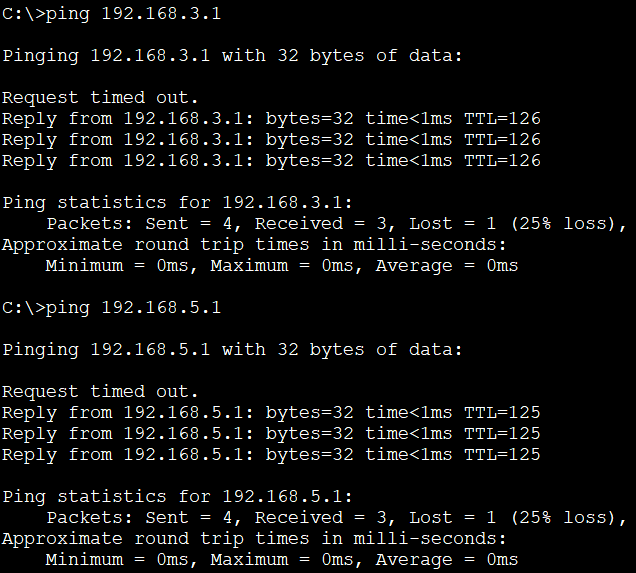 C:\>ping 192.168.3.1
Pinging 192.168.3.1 with 32 bytes of data:
Request timed out.
Reply from 192.168.3.1: bytes=32 time<1ms TTL=126
Reply from 192.168.3.1: bytes=32 time<1ms TTL=126
Reply from 192.168.3.1: bytes=32 time<1ms TTL=126
Ping statistics for 192.168.3.1:
    Packets: Sent = 4, Received = 3, Lost = 1 (25% loss),
Approximate round trip times in milli-seconds:
    Minimum = 0ms, Maximum = 0ms, Average = 0ms
C:\>ping 192.168.5.1
Pinging 192.168.5.1 with 32 bytes of data:
Request timed out.
Reply from 192.168.5.1: bytes=32 time<1ms TTL=125
Reply from 192.168.5.1: bytes=32 time<1ms TTL=125
Reply from 192.168.5.1: bytes=32 time<1ms TTL=125
Ping statistics for 192.168.5.1:
    Packets: Sent = 4, Received = 3, Lost = 1 (25% loss),
Approximate round trip times in milli-seconds:
    Minimum = 0ms, Maximum = 0ms, Average = 0ms